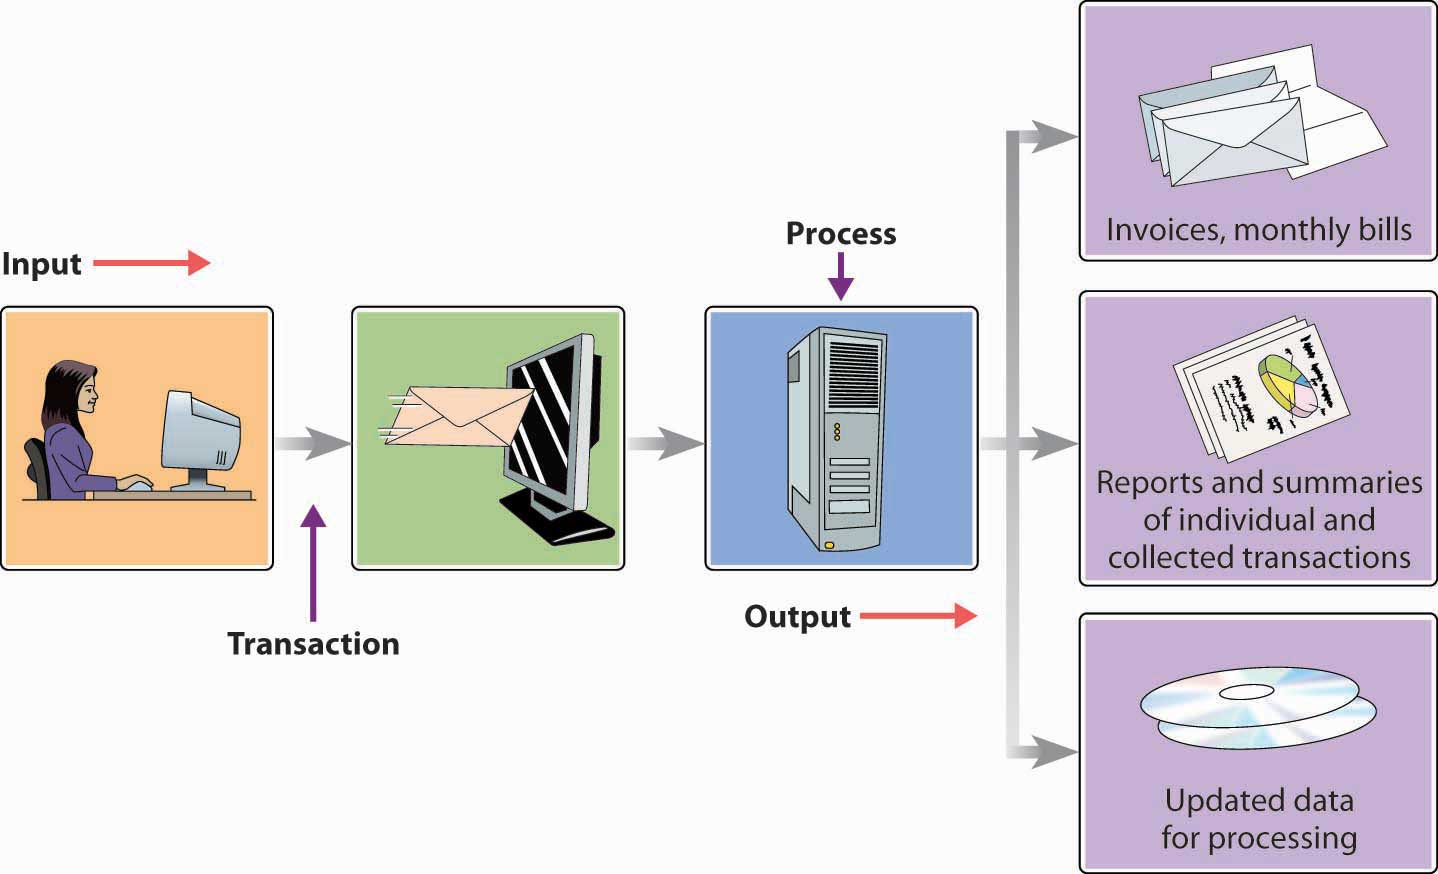 Input
Transaction
Process
Output
Invoices, monthly bills
Reports and summaries
of individual and
collected transactions
Updated data
for processing